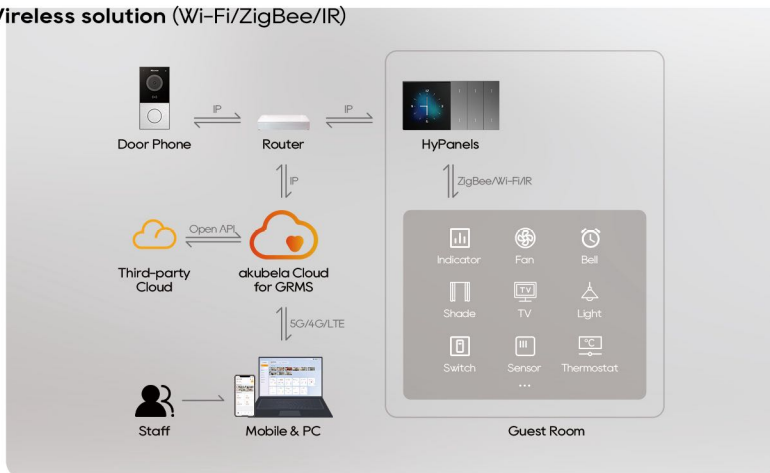 Wireless solution (Wi-Fi/ZigBee/IR)
IP
IP
Door Phone
Router
HyPanels
IP
ZigBee/Wi-Fi/IR
Open API
Third-party
Cloud
akubela Cloud
for GRMS
Indicator
Fan
Bell
TV
Shade
TV
Light
5G/4G/LTE
°C
Switch
Sensor
Thermostat
...
Staff
Mobile & PC
Guest Room